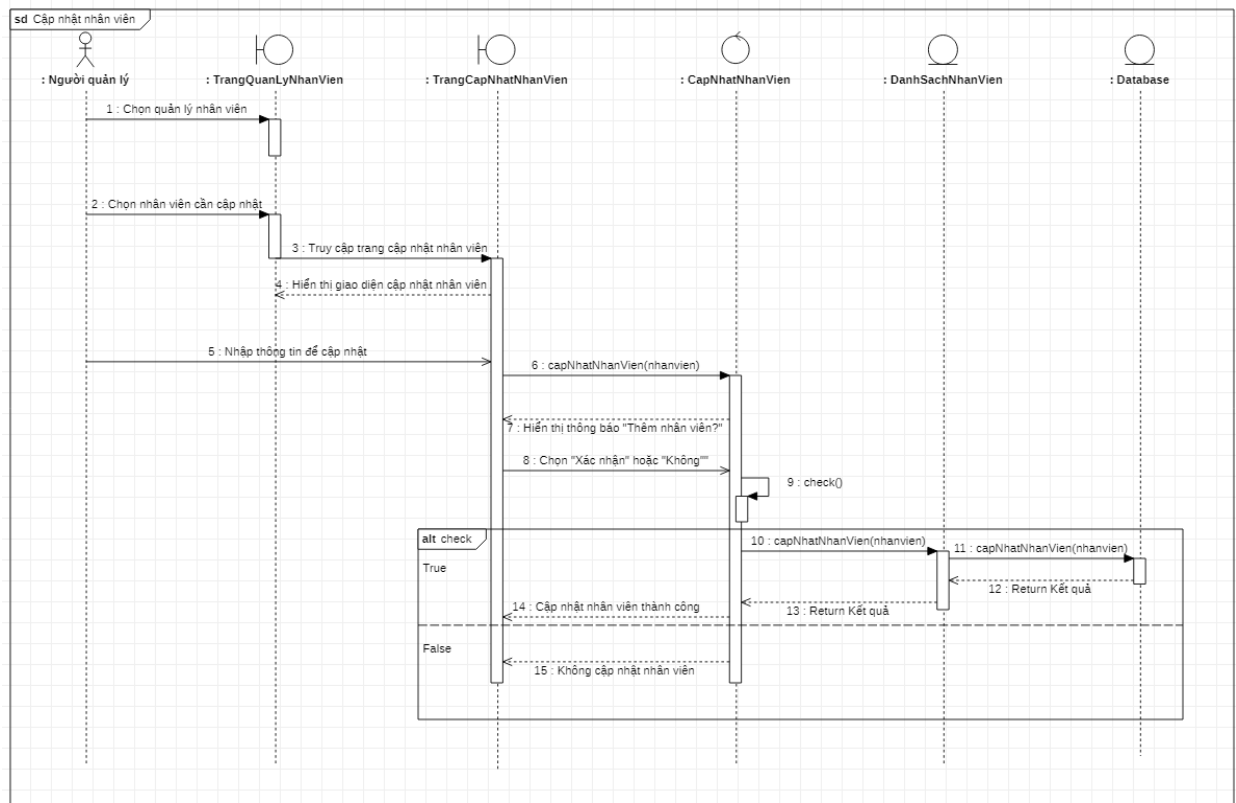 sd Cập nhật nhân viên
: Người quản lý
: TrangQuanLyNhanVien
: TrangCapNhatNhanVien
: CapNhatNhanVien
: DanhSachNhanVien
: Database
1 : Chọn quản lý nhân viên
2 : Chọn nhân viên cần cập nhật
3 : Truy cập trang cập nhật nhân viên
4 : Hiển thị giao diện cập nhật nhân viên
5 : Nhập thông tin để cập nhật
6 : capNhatNhanVien(nhanvien)
7 : Hiển thị thông báo "Thêm nhân viên?"
8 : Chọn "Xác nhận" hoặc "Không""
9 : check()
alt check
True
10 : capNhatNhanVien(nhanvien)
11 : capNhatNhanVien(nhanvien)
12 : Return Kết quả
13 : Return Kết quả
14 : Cập nhật nhân viên thành công
False
15 : Không cập nhật nhân viên